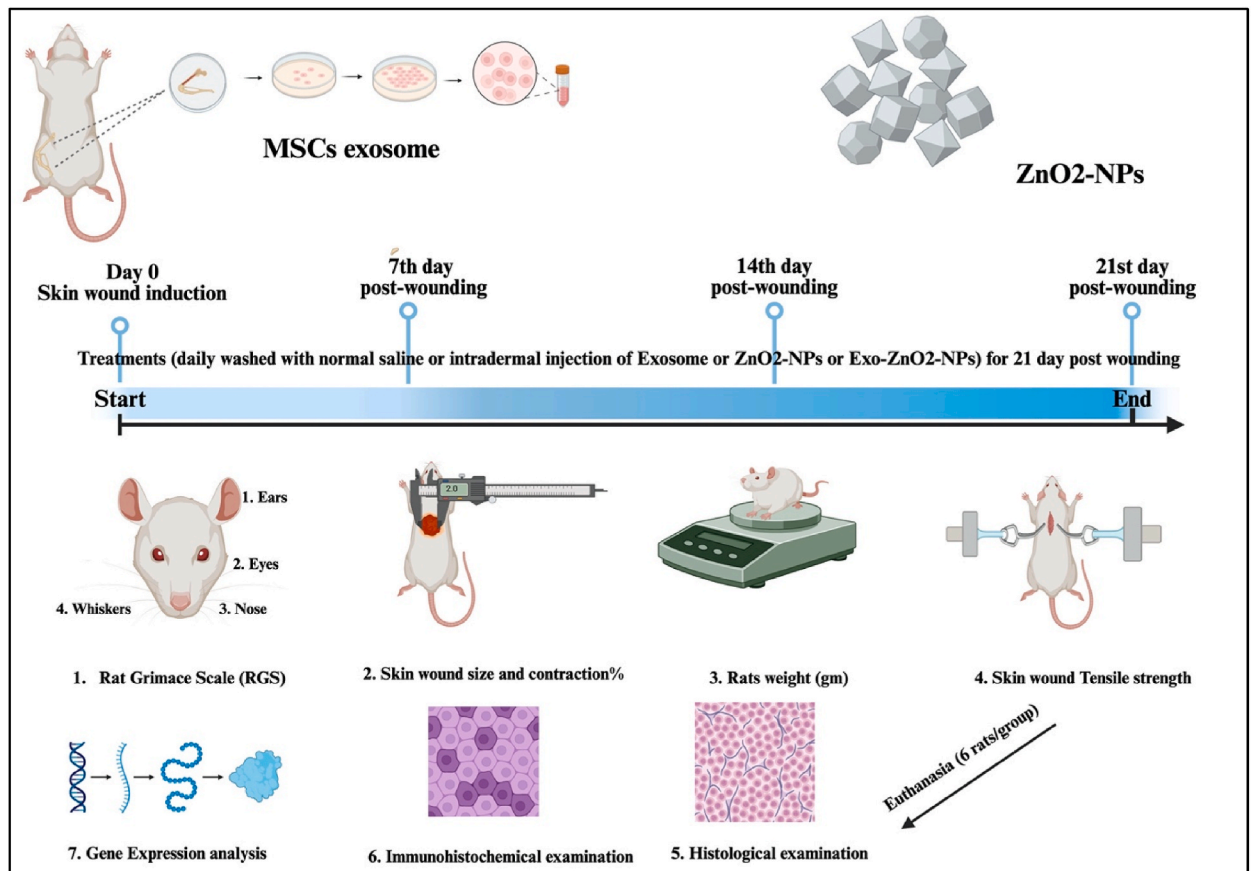 MSCs exosome
ZnO2-NPs
Day 0
Skin wound induction
7th day
post-wounding
14th day
post-wounding
21st day
post-wounding
Treatments (daily washed with normal saline or intradermal injection of Exosome or ZnO2-NPs or Exo-ZnO2-NPs) for 21 day post wounding
Start
End
1. Ears
2. Eyes
4. Whiskers
3. Nose
2.0
1. Rat Grimace Scale (RGS)
2. Skin wound size and contraction%
3. Rats weight (gm)
4. Skin wound Tensile strength
Euthanasia (6 rats/group)
7. Gene Expression analysis
6. Immunohistochemical examination
5. Histological examination